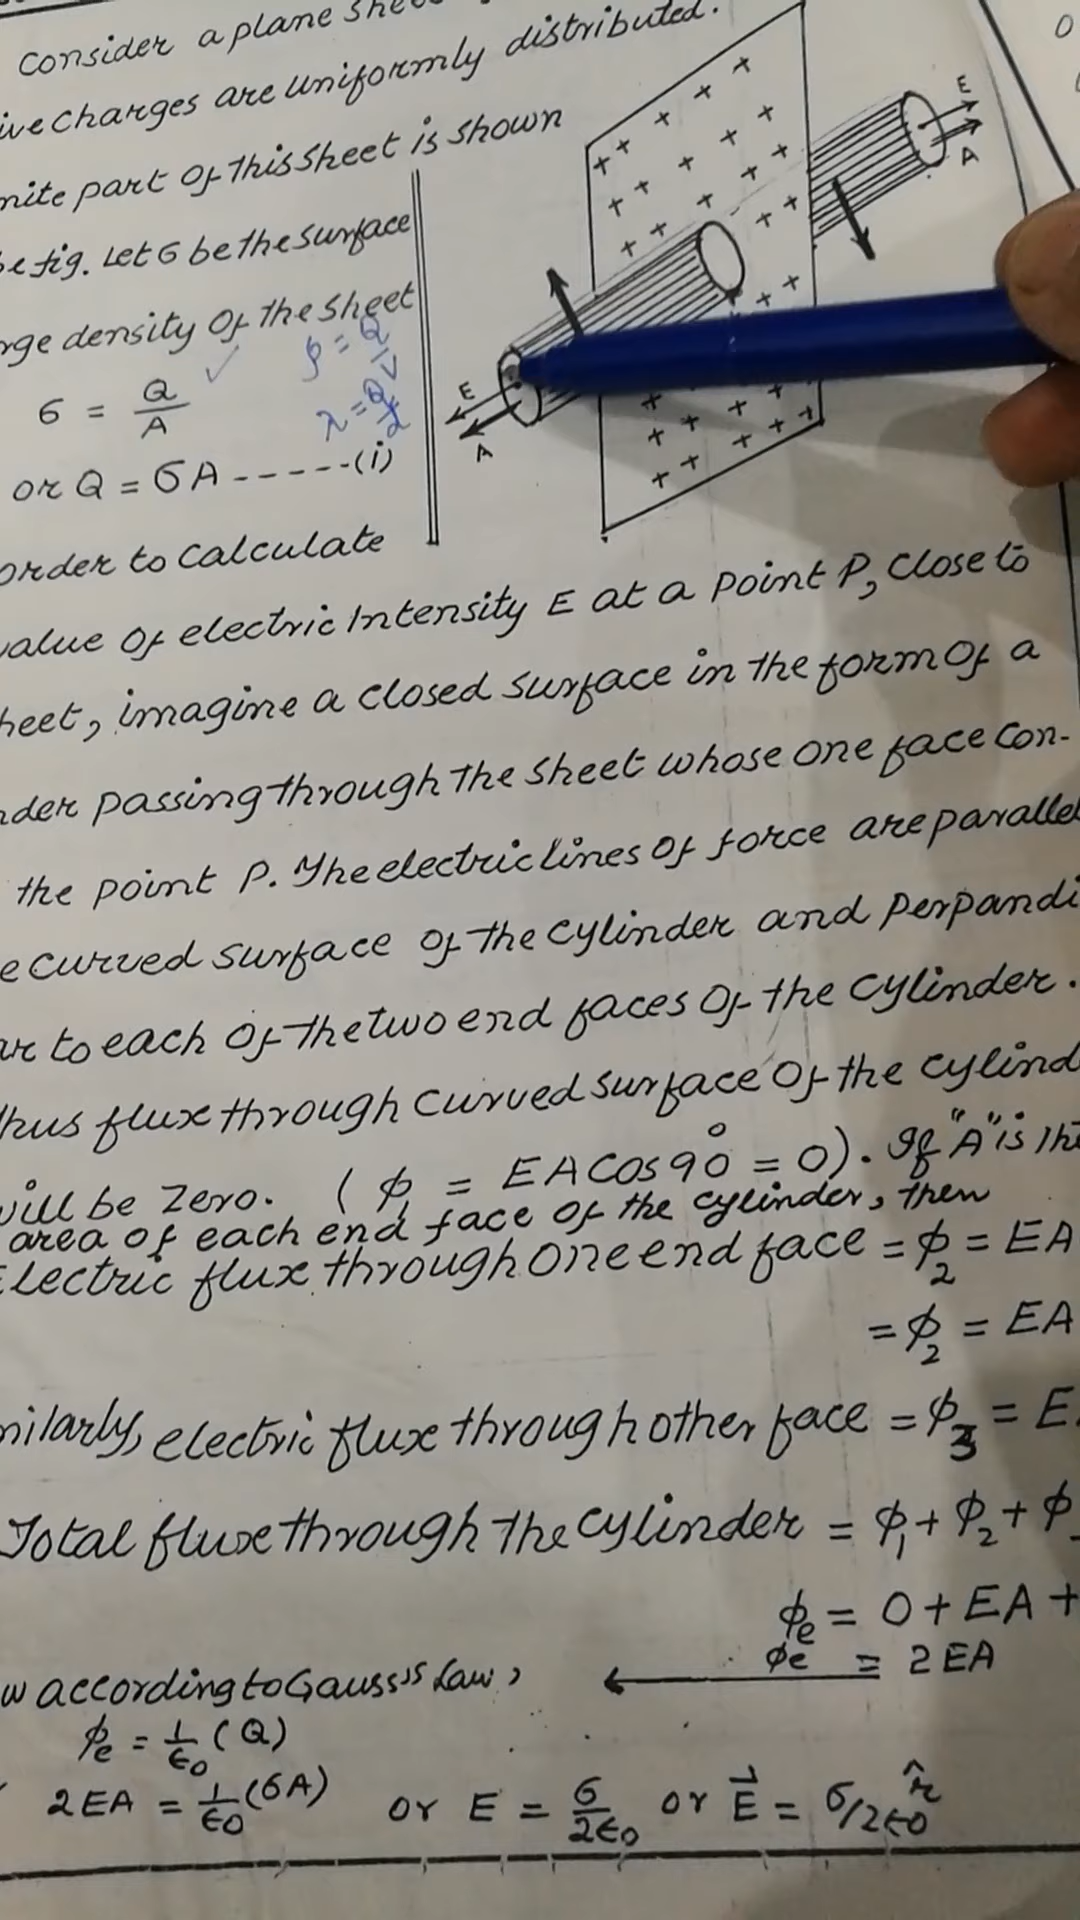 Consider a plane she
ive charges are uniformly distributed.
nite part of this sheet is shown
e fig. Let σ be the surface
rge density of the sheet
σ = Q/A
ρ = Q/V
λ = Q/L
or Q = σA ------(i)
E
A
E
A
order to calculate
value of electric Intensity E at a point P, close to
heet, imagine a closed surface in the form of a
nder passing through the sheet whose one face con-
the point P. The electric lines of force are parallel
e curved surface of the cylinder and perpandi
ar to each of the two end faces of the cylinder.
Thus flux through curved surface of the cylind
will be zero. (ϕ₁ = EA cos 90° = 0). If "A" is the
area of each end face of the cylinder, then
Electric flux through one end face = ϕ₂ = EA
= ϕ₂ = EA
milarly, electric flux through other face = ϕ₃ = E
Total flux through the cylinder = ϕ₁ + ϕ₂ + ϕ
ϕe = 0 + EA +
ϕe = 2EA
w according to Gauss's law,
ϕe = 1/ϵ₀ (Q)
2EA = 1/ϵ₀ (σA) or E = σ/2ϵ₀ or E⃗ = σ/2ϵ₀ r̂